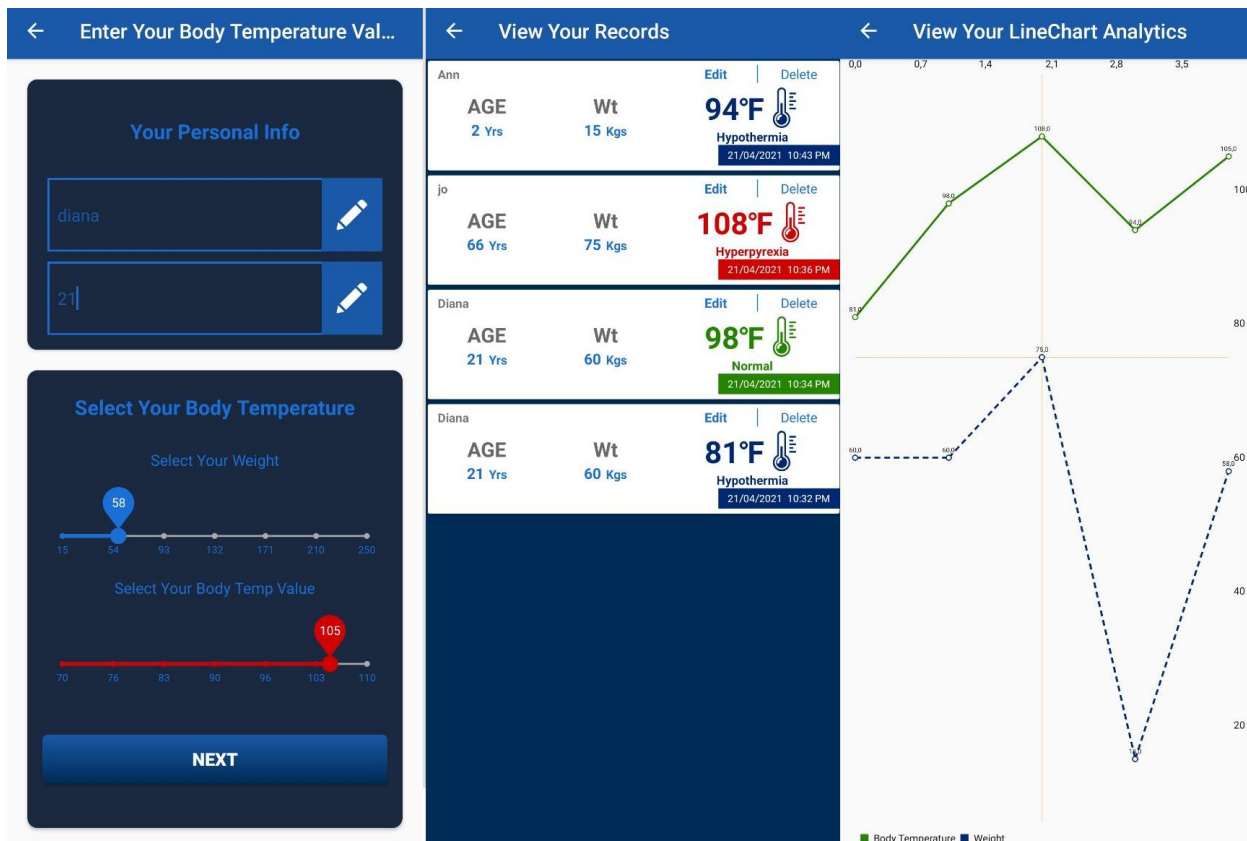 Enter Your Body Temperature Val...
Your Personal Info
diana
21
Select Your Body Temperature
Select Your Weight
58
15 54 93 132 171 210 250
Select Your Body Temp Value
105
70 76 83 90 96 103 110
NEXT
View Your Records
Ann Edit Delete
AGE Wt 94°F
2 Yrs 15 Kgs
Hypothermia
21/04/2021 10:43 PM
jo Edit Delete
AGE Wt 108°F
66 Yrs 75 Kgs
Hyperpyrexia
21/04/2021 10:36 PM
Diana Edit Delete
AGE Wt 98°F
21 Yrs 60 Kgs
Normal
21/04/2021 10:34 PM
Diana Edit Delete
AGE Wt 81°F
21 Yrs 60 Kgs
Hypothermia
21/04/2021 10:32 PM
View Your LineChart Analytics
0,0 0,7 1,4 2,1 2,8 3,5
108,0
105,0
98,0
94,0
81,0
80
75,0
60,0 60,0 60
58,0
40
20
Body Temperature Weight